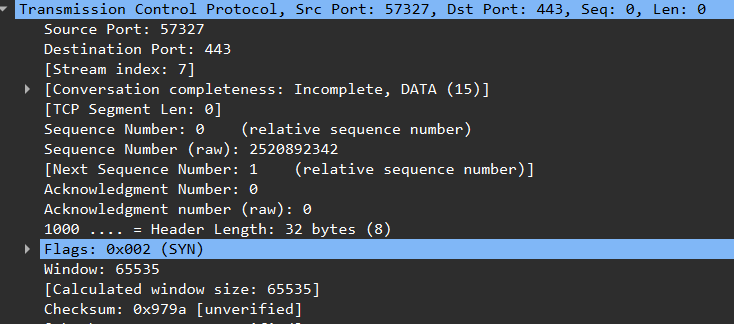 Transmission Control Protocol, Src Port: 57327, Dst Port: 443, Seq: 0, Len: 0
Source Port: 57327
Destination Port: 443
[Stream index: 7]
[Conversation completeness: Incomplete, DATA (15)]
[TCP Segment Len: 0]
Sequence Number: 0    (relative sequence number)
Sequence Number (raw): 2520892342
[Next Sequence Number: 1    (relative sequence number)]
Acknowledgment Number: 0
Acknowledgment number (raw): 0
1000 .... = Header Length: 32 bytes (8)
Flags: 0x002 (SYN)
Window: 65535
[Calculated window size: 65535]
Checksum: 0x979a [unverified]